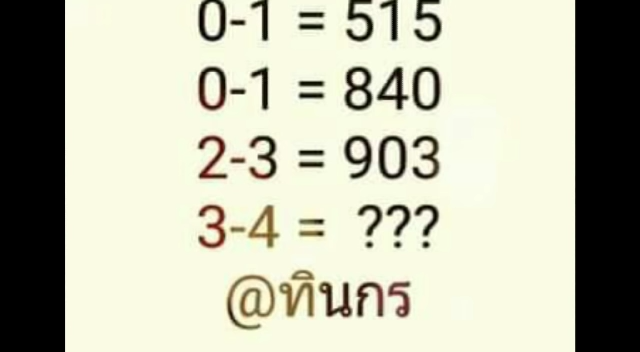 0-1 = 515
0-1 = 840
2-3 = 903
3-4 = ???
@ทินกร